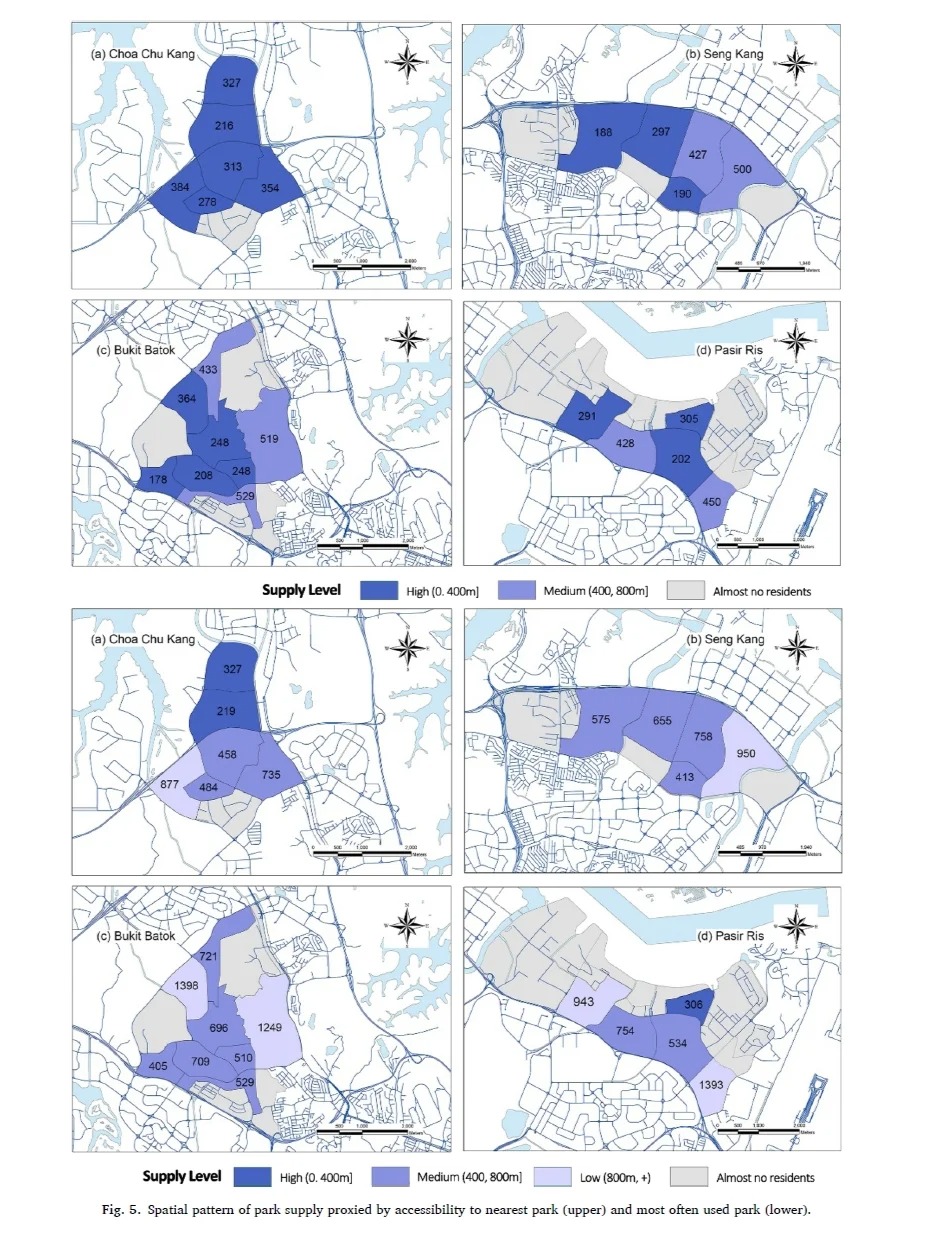 (a) Choa Chu Kang
327
216
313
384
354
278
0 500 1,000 2,000
Meters
(b) Seng Kang
188
297
427
500
190
0 485 970 1,940
Meters
(c) Bukit Batok
433
364
519
248
248
208
178
529
500 1,000 2,000
Meters
(d) Pasir Ris
291
305
428
202
450
0 500 1,000 2,000
Meters
Supply Level High (0. 400m] Medium (400, 800m] Almost no residents
(a) Choa Chu Kang
327
219
458
735
877
484
0 500 1,000 2,000
Meters
(b) Seng Kang
575
655
758
950
413
0 485 970 1,940
Meters
(c) Bukit Batok
721
1398
696
1249
510
709
405
529
500 1,000 2,000
Meters
(d) Pasir Ris
943
306
754
534
1393
0 500 1,000 2,000
Meters
Supply Level High (0. 400m] Medium (400, 800m] Low (800m, +) Almost no residents
Fig. 5. Spatial pattern of park supply proxied by accessibility to nearest park (upper) and most often used park (lower).